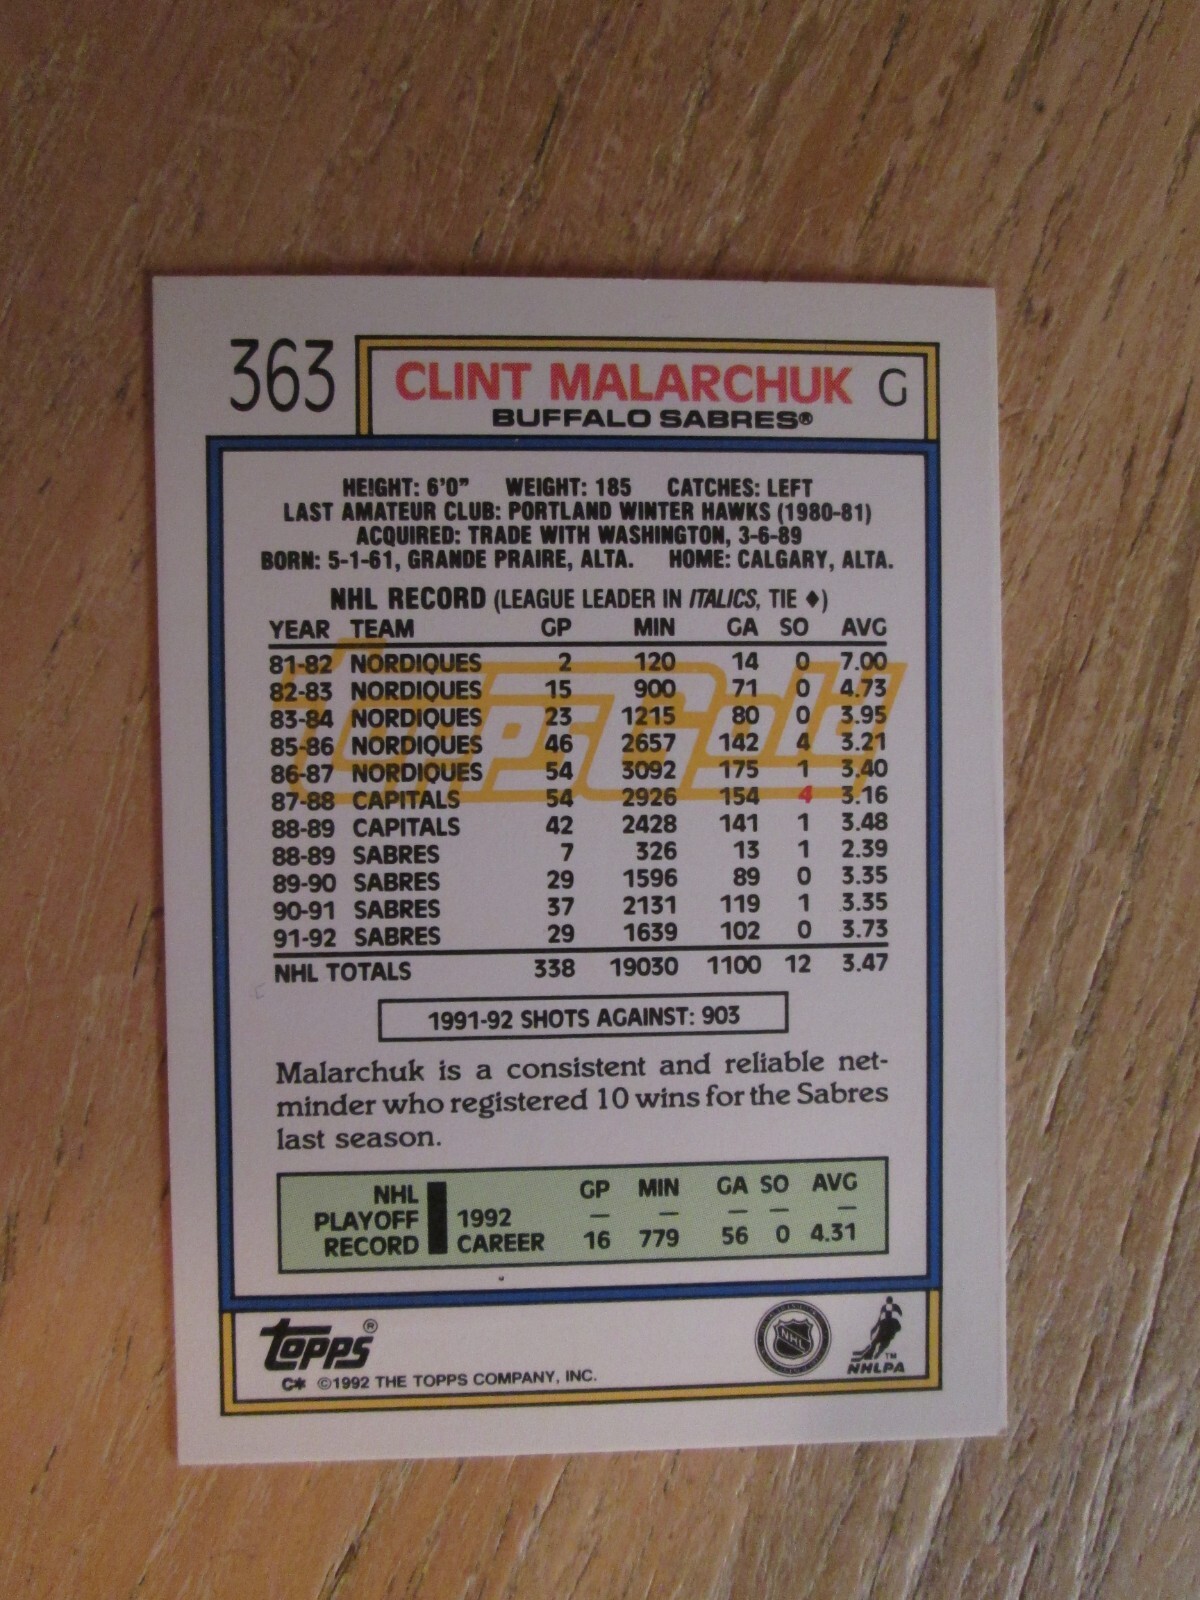 363
CLINT MALARCHUK G
BUFFALO SABRES®
HEIGHT: 6'0" WEIGHT: 185 CATCHES: LEFT
LAST AMATEUR CLUB: PORTLAND WINTER HAWKS (1980-81)
ACQUIRED: TRADE WITH WASHINGTON, 3-6-89
BORN: 5-1-61, GRANDE PRAIRE, ALTA. HOME: CALGARY, ALTA.
NHL RECORD (LEAGUE LEADER IN ITALICS, TIE ♦)
YEAR TEAM GP MIN GA SO AVG
81-82 NORDIQUES 2 120 14 0 7.00
82-83 NORDIQUES 15 900 71 0 4.73
83-84 NORDIQUES 23 1215 80 0 3.95
85-86 NORDIQUES 46 2657 142 4 3.21
86-87 NORDIQUES 54 3092 175 1 3.40
87-88 CAPITALS 54 2926 154 4 3.16
88-89 CAPITALS 42 2428 141 1 3.48
88-89 SABRES 7 326 13 1 2.39
89-90 SABRES 29 1596 89 0 3.35
90-91 SABRES 37 2131 119 1 3.35
91-92 SABRES 29 1639 102 0 3.73
NHL TOTALS 338 19030 1100 12 3.47
ToppsGold
1991-92 SHOTS AGAINST: 903
Malarchuk is a consistent and reliable net-
minder who registered 10 wins for the Sabres
last season.
NHL PLAYOFF RECORD
GP MIN GA SO AVG
1992 — — — — —
CAREER 16 779 56 0 4.31
TOPPS®
C* ©1992 THE TOPPS COMPANY, INC.
NHL
NHLPA™